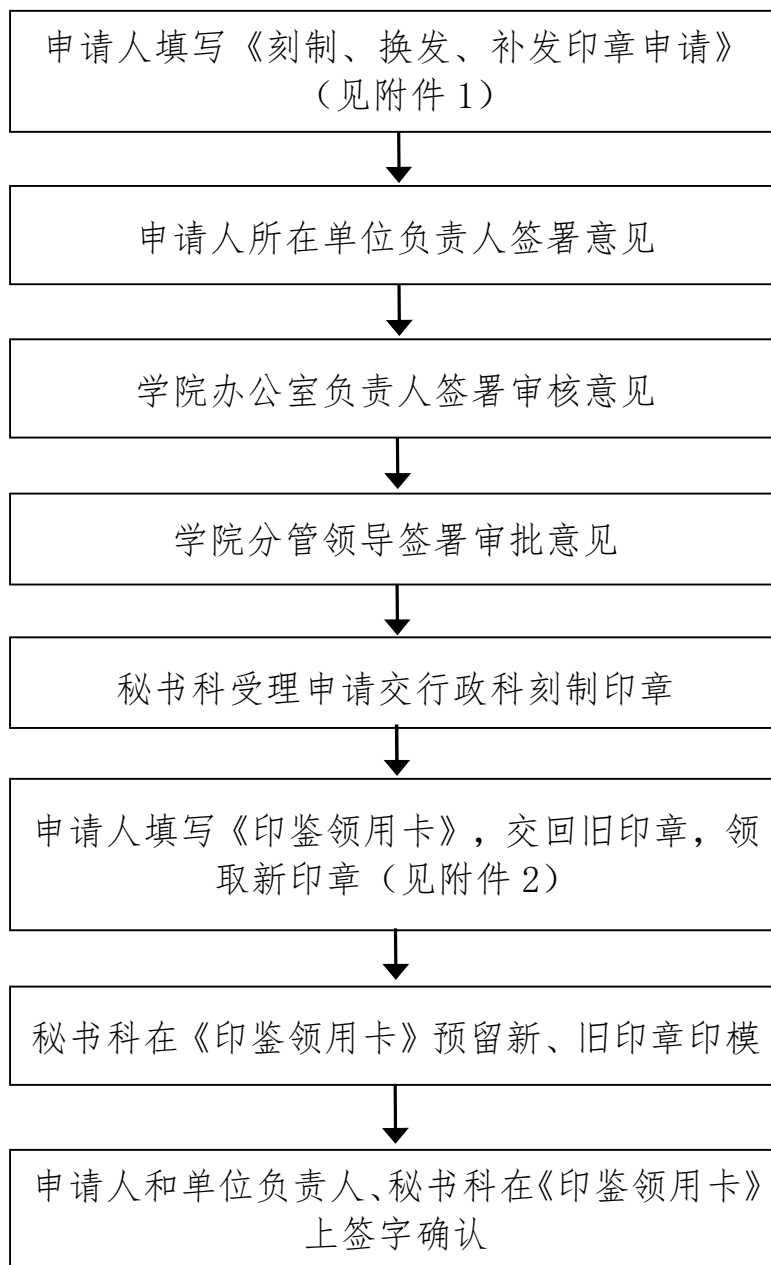 申请人填写《刻制、换发、补发印章申请》
（见附件 1）
申请人所在单位负责人签署意见
学院办公室负责人签署审核意见
学院分管领导签署审批意见
秘书科受理申请交行政科刻制印章
申请人填写《印鉴领用卡》，交回旧印章，领
取新印章（见附件 2）
秘书科在《印鉴领用卡》预留新、旧印章印模
申请人和单位负责人、秘书科在《印鉴领用卡》
上签字确认